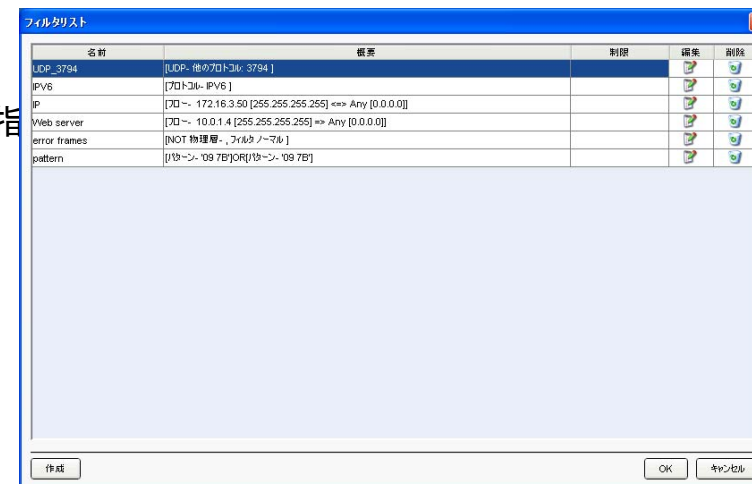 フィルタリスト
名前 概要 制限 編集 削除
UDP_3794 [UDP- 他のプロトコル: 3794 ]
IPV6 [プロトコル- IPV6 ]
IP [フロー- 172.16.3.50 [255.255.255.255] <=> Any [0.0.0.0]]
指
Web server [フロー- 10.0.1.4 [255.255.255.255] => Any [0.0.0.0]]
error frames [NOT 物理層- , フィルタ ノーマル ]
pattern [パターン- '09 7B']OR[パターン- '09 7B']
作成 OK キャンセル